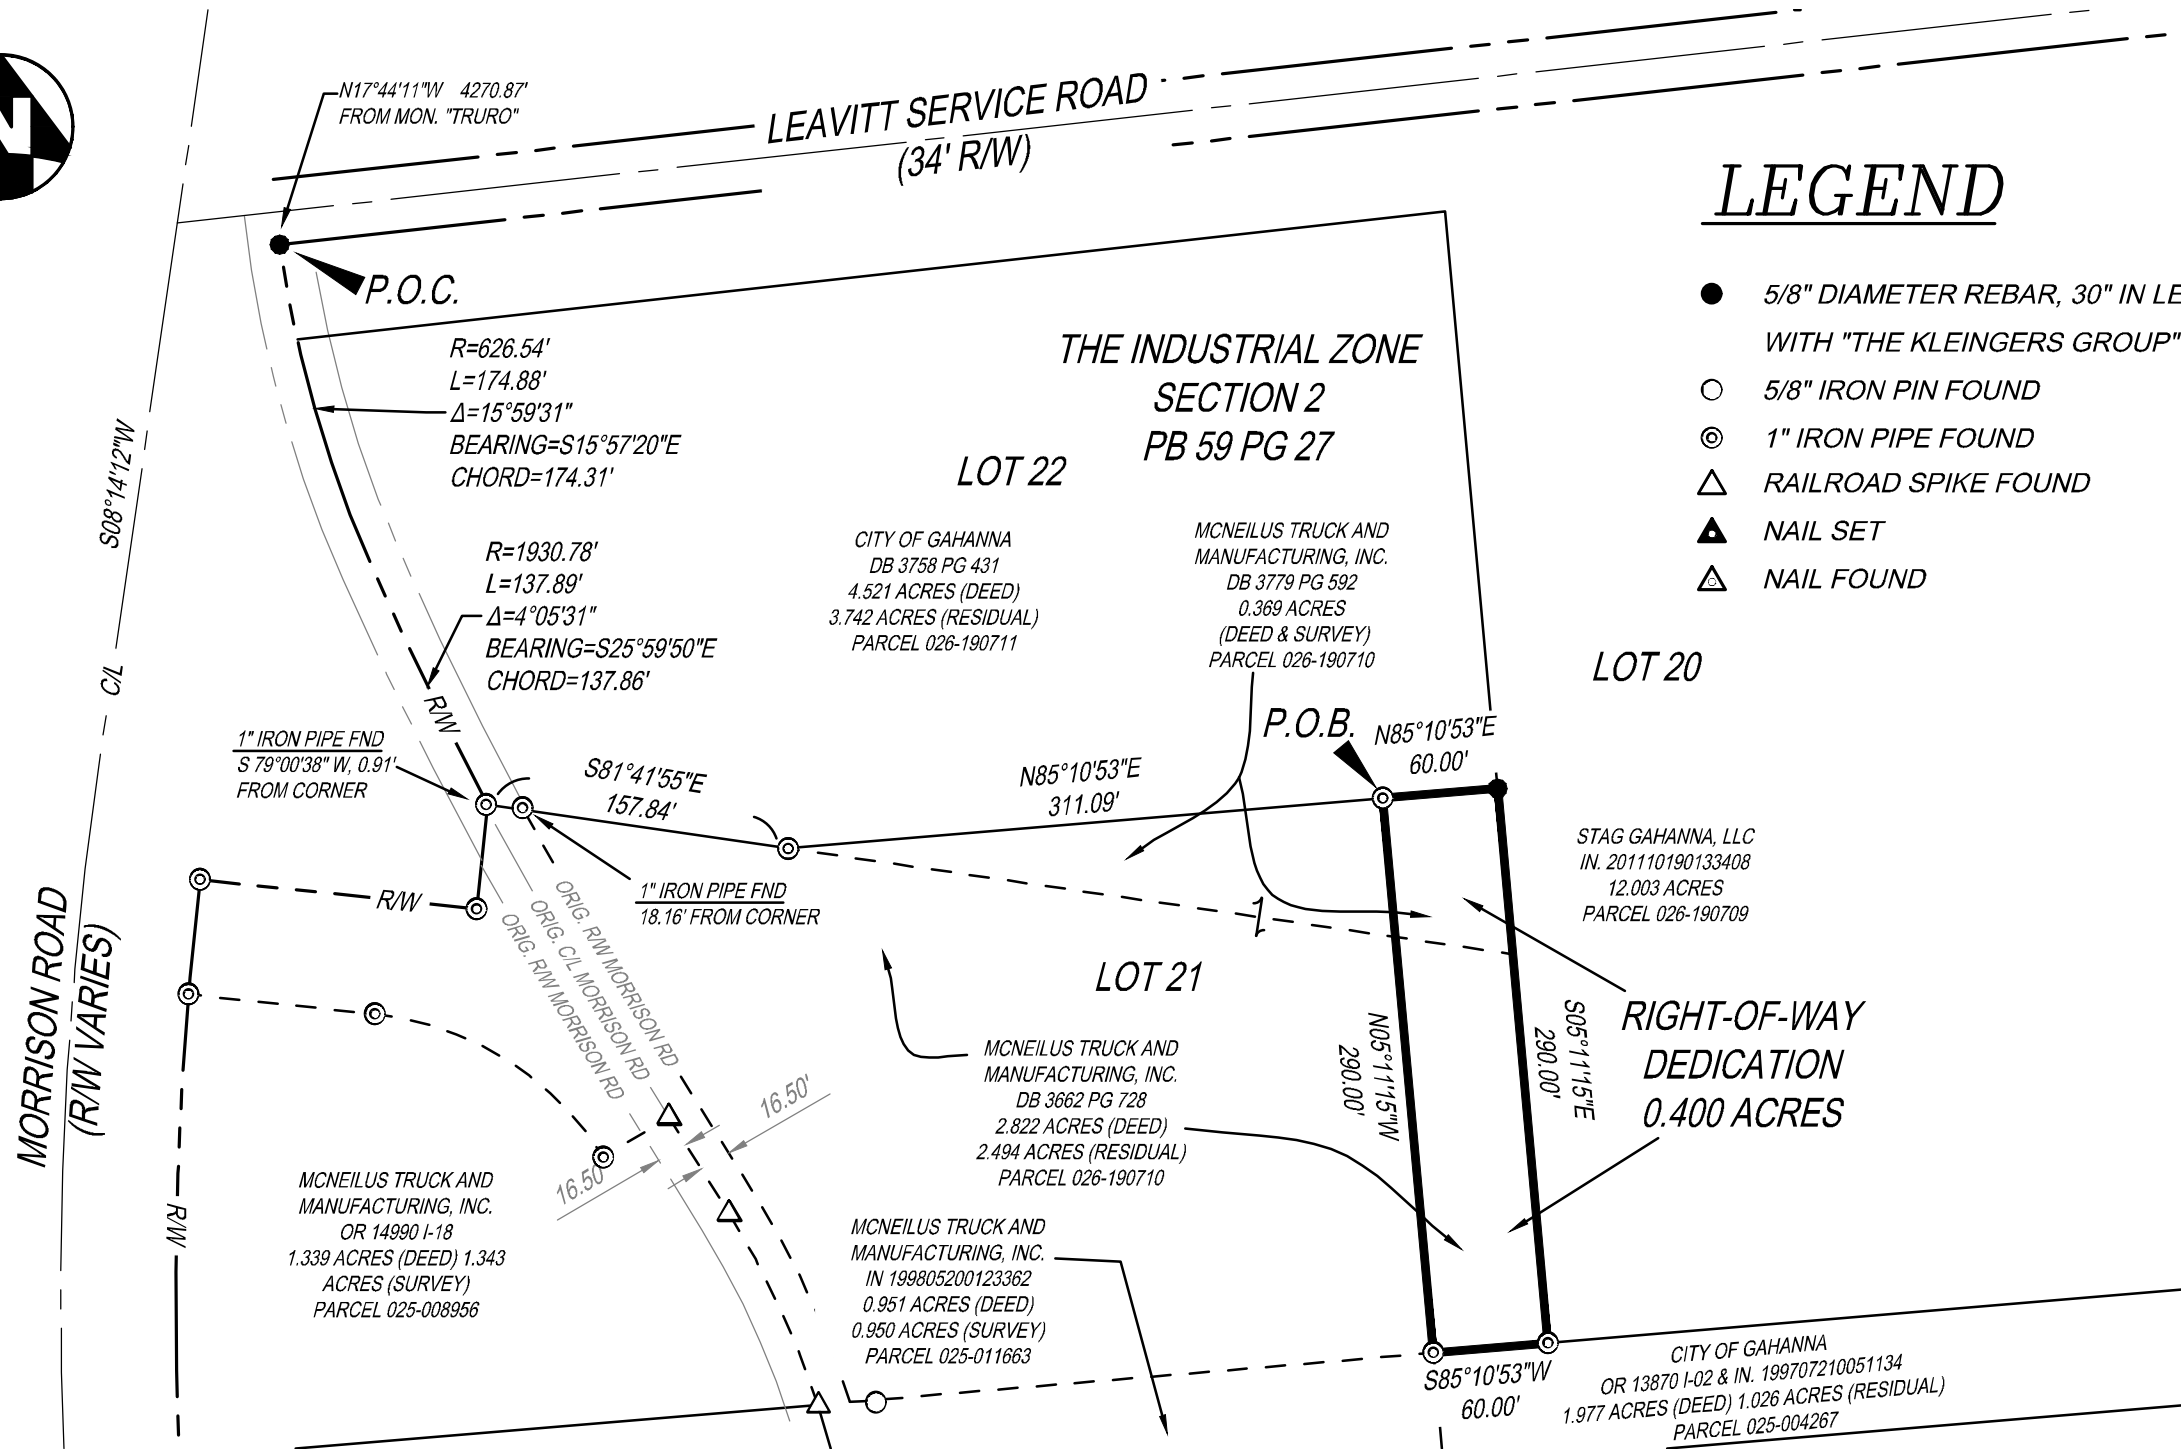 N
N17°44'11"W 4270.87'
FROM MON. "TRURO"
LEAVITT SERVICE ROAD
(34' R/W)
LEGEND
5/8" DIAMETER REBAR, 30" IN LE
WITH "THE KLEINGERS GROUP"
5/8" IRON PIN FOUND
1" IRON PIPE FOUND
RAILROAD SPIKE FOUND
NAIL SET
NAIL FOUND
P.O.C.
R=626.54'
L=174.88'
Δ=15°59'31"
BEARING=S15°57'20"E
CHORD=174.31'
THE INDUSTRIAL ZONE
SECTION 2
PB 59 PG 27
LOT 22
S08°14'12"W
C/L
R=1930.78'
L=137.89'
Δ=4°05'31"
BEARING=S25°59'50"E
CHORD=137.86'
R/W
CITY OF GAHANNA
DB 3758 PG 431
4.521 ACRES (DEED)
3.742 ACRES (RESIDUAL)
PARCEL 026-190711
MCNEILUS TRUCK AND
MANUFACTURING, INC.
DB 3779 PG 592
0.369 ACRES
(DEED & SURVEY)
PARCEL 026-190710
LOT 20
P.O.B.
N85°10'53"E
60.00'
1" IRON PIPE FND
S 79°00'38" W, 0.91'
FROM CORNER
S81°41'55"E
157.84'
N85°10'53"E
311.09'
STAG GAHANNA, LLC
IN. 201110190133408
12.003 ACRES
PARCEL 026-190709
R/W
1" IRON PIPE FND
18.16' FROM CORNER
ORIG. R/W MORRISON RD
ORIG. C/L MORRISON RD
ORIG. R/W MORRISON RD
MORRISON ROAD
(R/W VARIES)
LOT 21
N05°11'15"W
290.00'
S05°11'15"E
290.00'
RIGHT-OF-WAY
DEDICATION
0.400 ACRES
MCNEILUS TRUCK AND
MANUFACTURING, INC.
DB 3662 PG 728
2.822 ACRES (DEED)
2.494 ACRES (RESIDUAL)
PARCEL 026-190710
16.50'
16.50'
R/W
MCNEILUS TRUCK AND
MANUFACTURING, INC.
OR 14990 I-18
1.339 ACRES (DEED) 1.343
ACRES (SURVEY)
PARCEL 025-008956
MCNEILUS TRUCK AND
MANUFACTURING, INC.
IN 199805200123362
0.951 ACRES (DEED)
0.950 ACRES (SURVEY)
PARCEL 025-011663
S85°10'53"W
60.00'
CITY OF GAHANNA
OR 13870 I-02 & IN. 199707210051134
1.977 ACRES (DEED) 1.026 ACRES (RESIDUAL)
PARCEL 025-004267